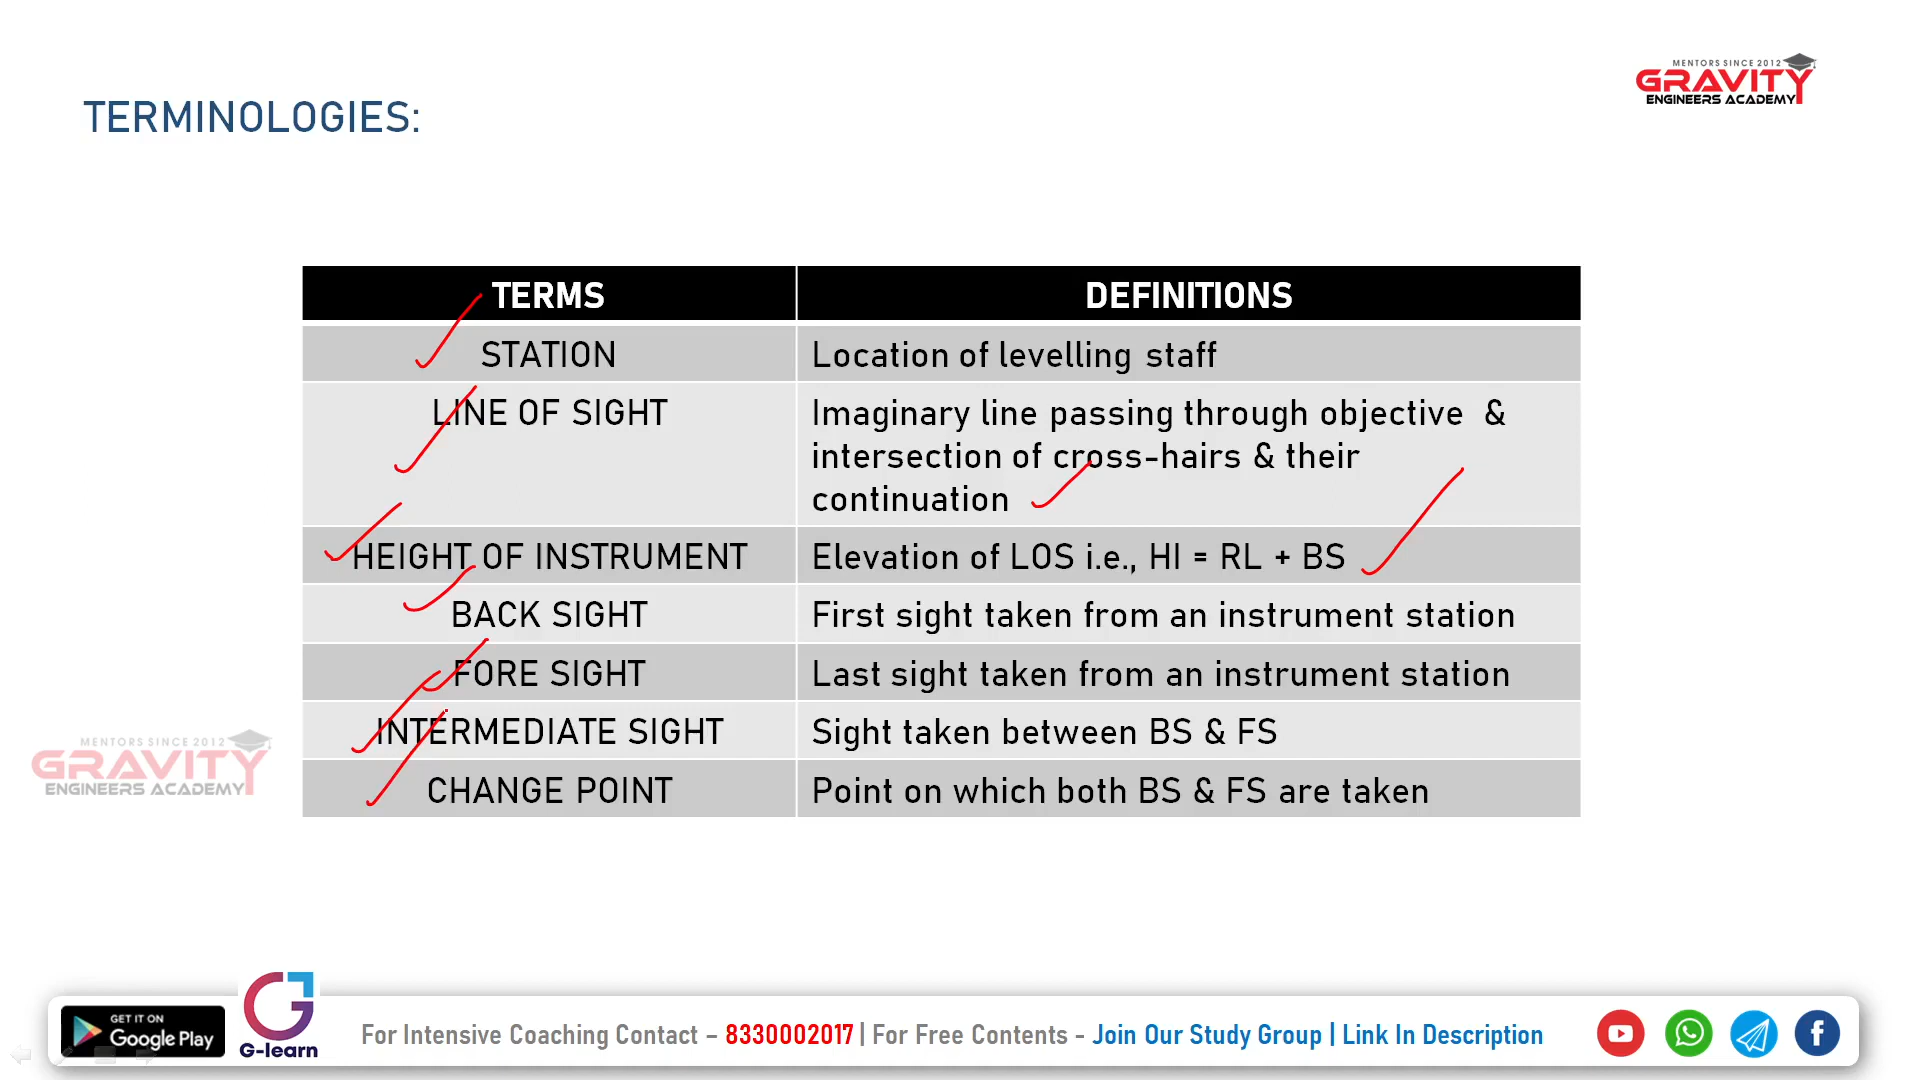 MENTORS SINCE 2012
GRAVITY
ENGINEERS ACADEMY
TERMINOLOGIES:
TERMS DEFINITIONS
STATION Location of levelling staff
LINE OF SIGHT Imaginary line passing through objective &
intersection of cross-hairs & their
continuation
HEIGHT OF INSTRUMENT Elevation of LOS i.e., HI = RL + BS
BACK SIGHT First sight taken from an instrument station
FORE SIGHT Last sight taken from an instrument station
INTERMEDIATE SIGHT Sight taken between BS & FS
CHANGE POINT Point on which both BS & FS are taken
MENTORS SINCE 2012
GRAVITY
ENGINEERS ACADEMY
GET IT ON
Google Play
G-learn
For Intensive Coaching Contact – 8330002017 | For Free Contents - Join Our Study Group | Link In Description